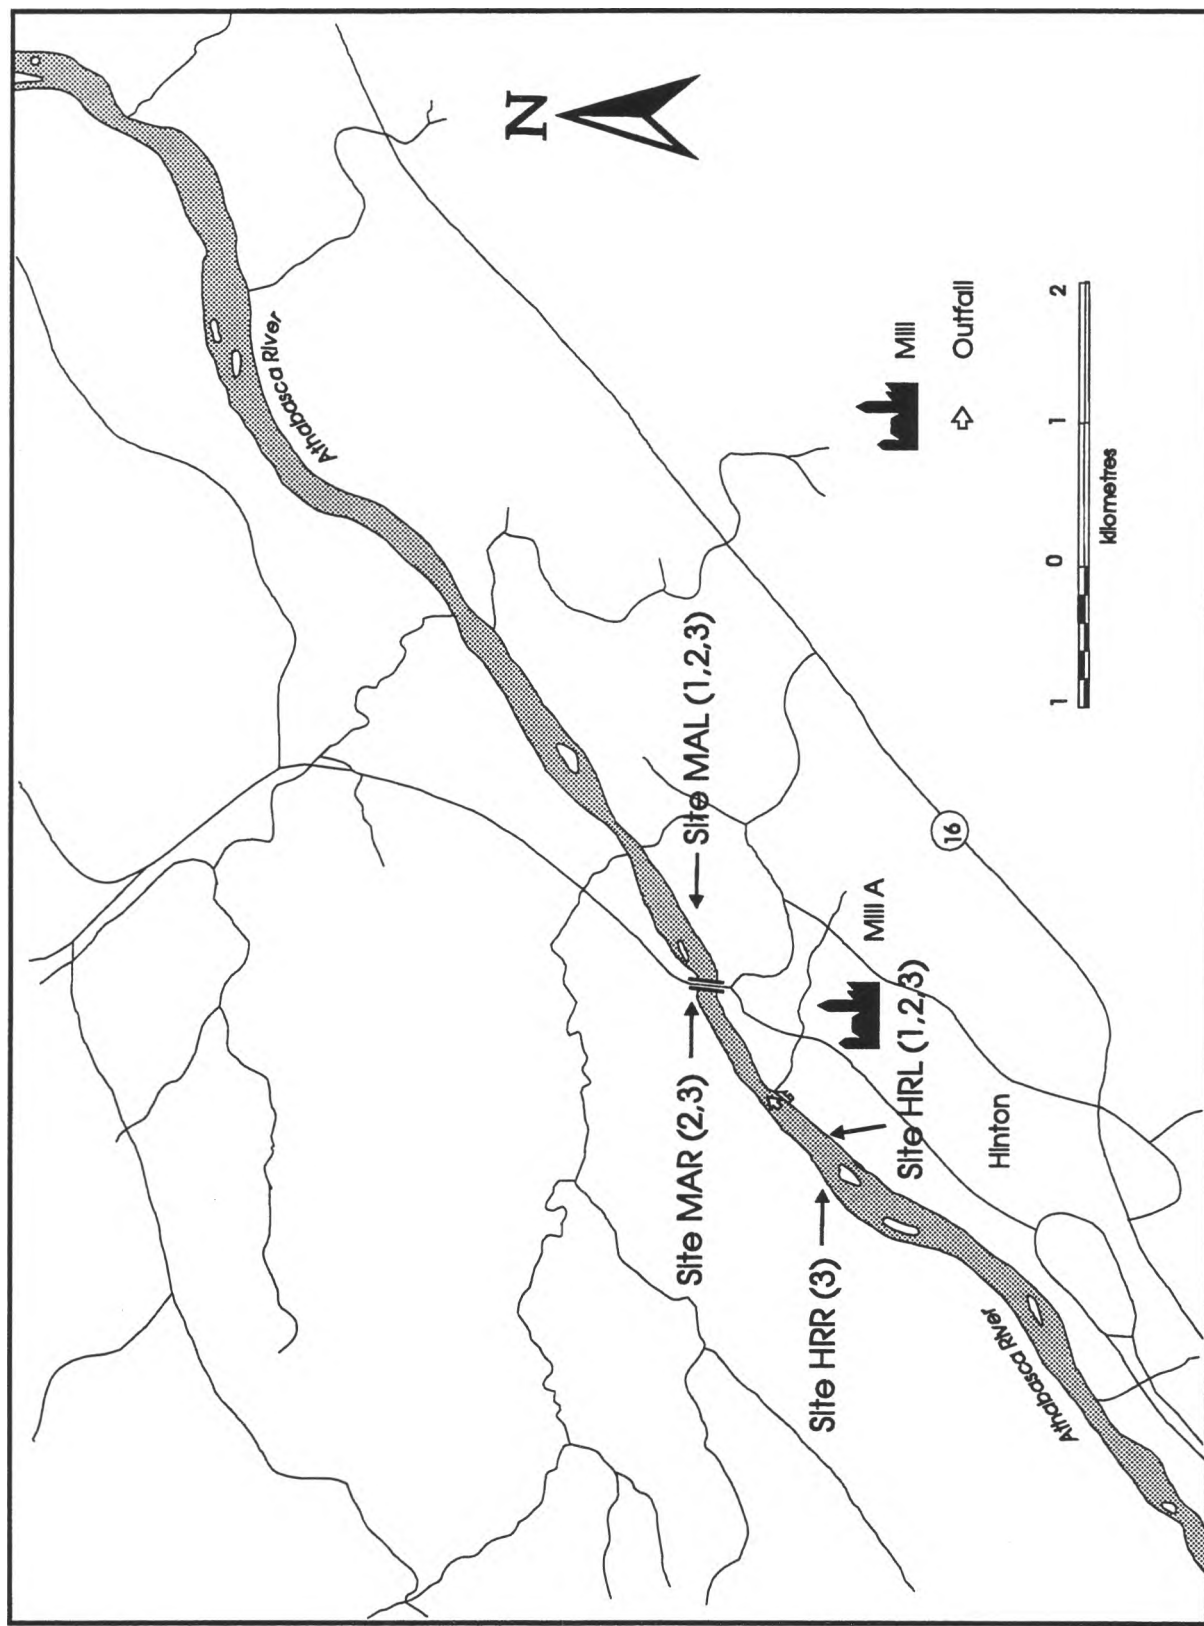 N
Athabasca River
Site MAL (1,2,3)
Site MAR (2,3)
Mill A
Site HRL (1,2,3)
Site HRR (3)
Hinton
Athabasca River
16
Mill
Outfall
1 0 1 2
kilometres